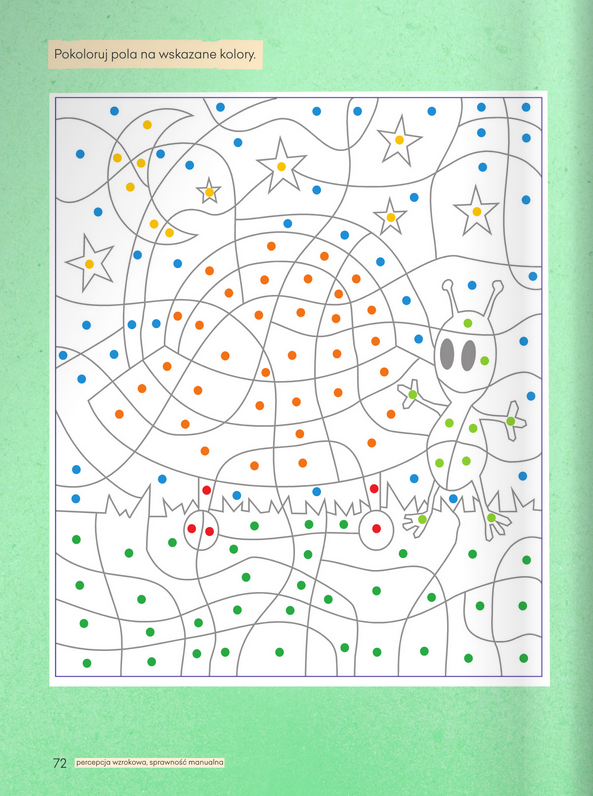 Pokoloruj pola na wskazane kolory.
72 percepcja wzrokowa, sprawność manualna